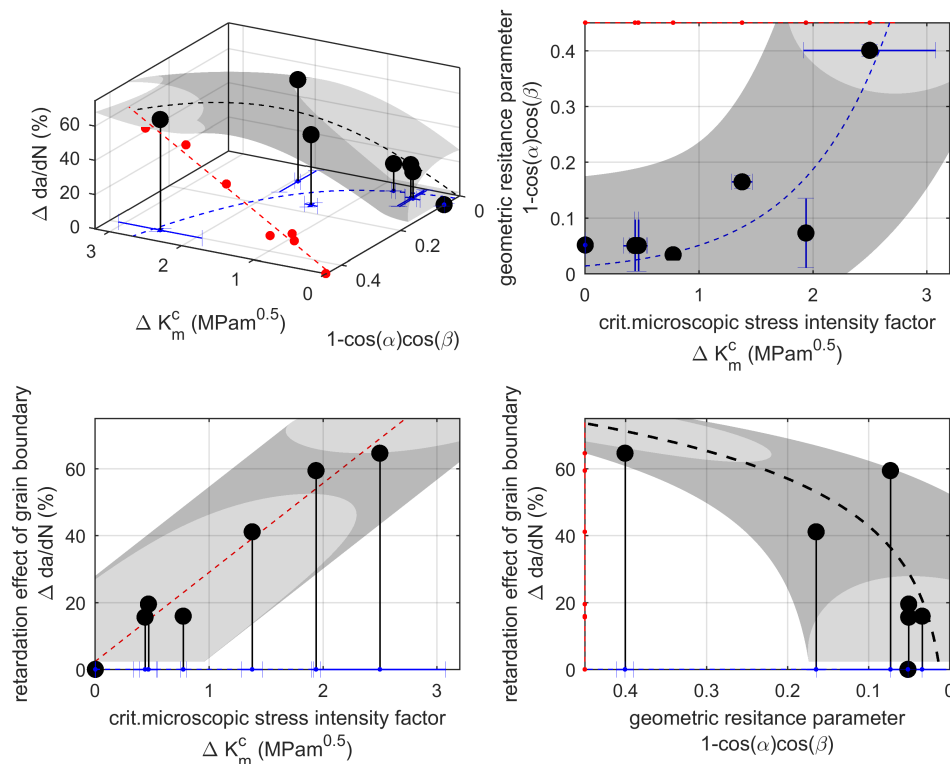 Δ da/dN (%)
60
40
20
0
3
2
1
0
0.4
0.2
0
Δ K_m^c (MPam^0.5)
1-cos(α)cos(β)
geometric resitance parameter
1-cos(α)cos(β)
0.4
0.3
0.2
0.1
0
0
1
2
3
crit.microscopic stress intensity factor
Δ K_m^c (MPam^0.5)
retardation effect of grain boundary
Δ da/dN (%)
60
40
20
0
0
1
2
3
crit.microscopic stress intensity factor
Δ K_m^c (MPam^0.5)
retardation effect of grain boundary
Δ da/dN (%)
60
40
20
0
0.4
0.3
0.2
0.1
0
geometric resitance parameter
1-cos(α)cos(β)